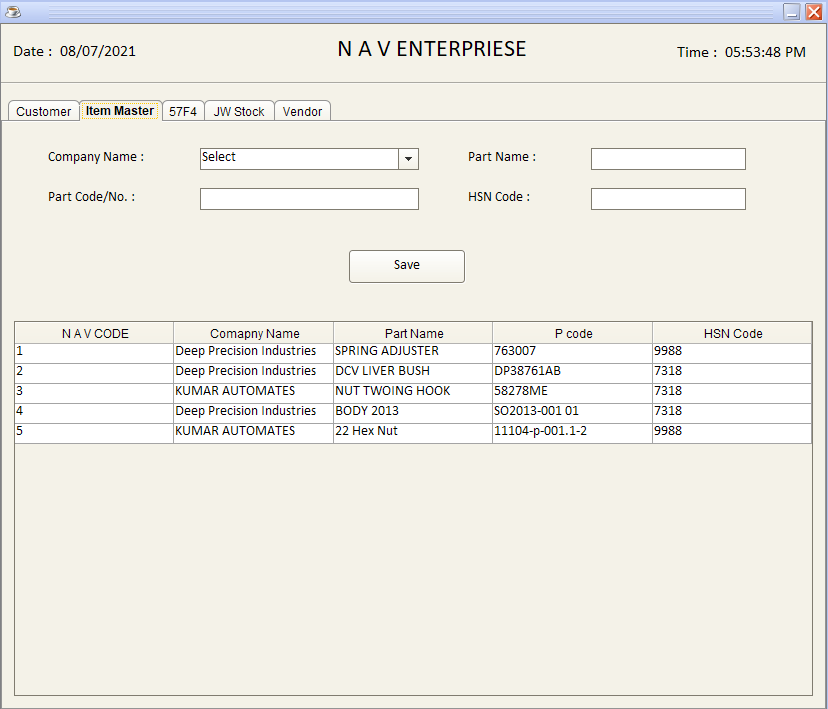 Date : 08/07/2021
N A V ENTERPRIESE
Time : 05:53:48 PM
Customer Item Master 57F4 JW Stock Vendor
Company Name : Select Part Name :
Part Code/No. : HSN Code :
Save
N A V CODE Comapny Name Part Name P code HSN Code
1 Deep Precision Industries SPRING ADJUSTER 763007 9988
2 Deep Precision Industries DCV LIVER BUSH DP38761AB 7318
3 KUMAR AUTOMATES NUT TWOING HOOK 58278ME 7318
4 Deep Precision Industries BODY 2013 SO2013-001 01 7318
5 KUMAR AUTOMATES 22 Hex Nut 11104-p-001.1-2 9988